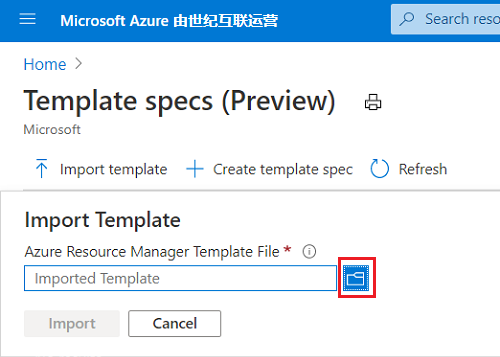 Microsoft Azure 由世纪互联运营
Search reso
Home
Template specs (Preview)
Microsoft
Import template
Create template spec
Refresh
Import Template
Azure Resource Manager Template File *
Imported Template
Import
Cancel